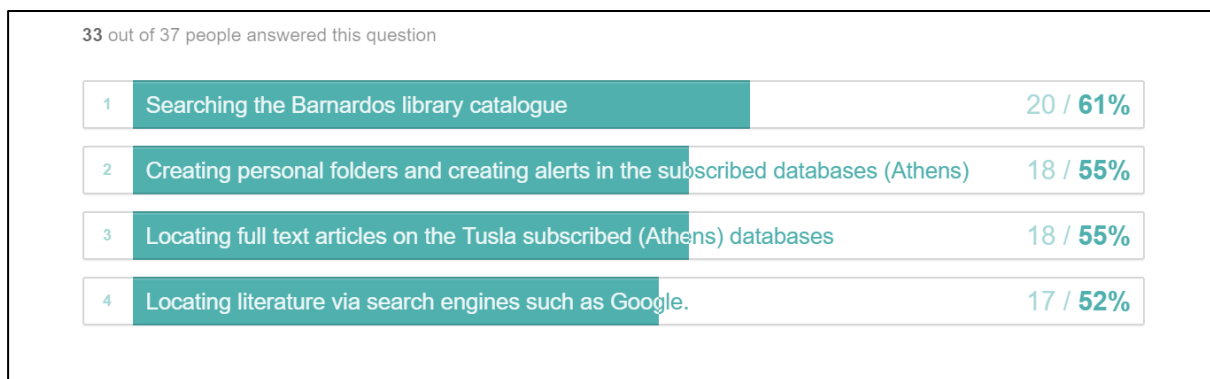 33 out of 37 people answered this question
1 Searching the Barnardos library catalogue 20 / 61%
2 Creating personal folders and creating alerts in the subscribed databases (Athens) 18 / 55%
3 Locating full text articles on the Tusla subscribed (Athens) databases 18 / 55%
4 Locating literature via search engines such as Google. 17 / 52%